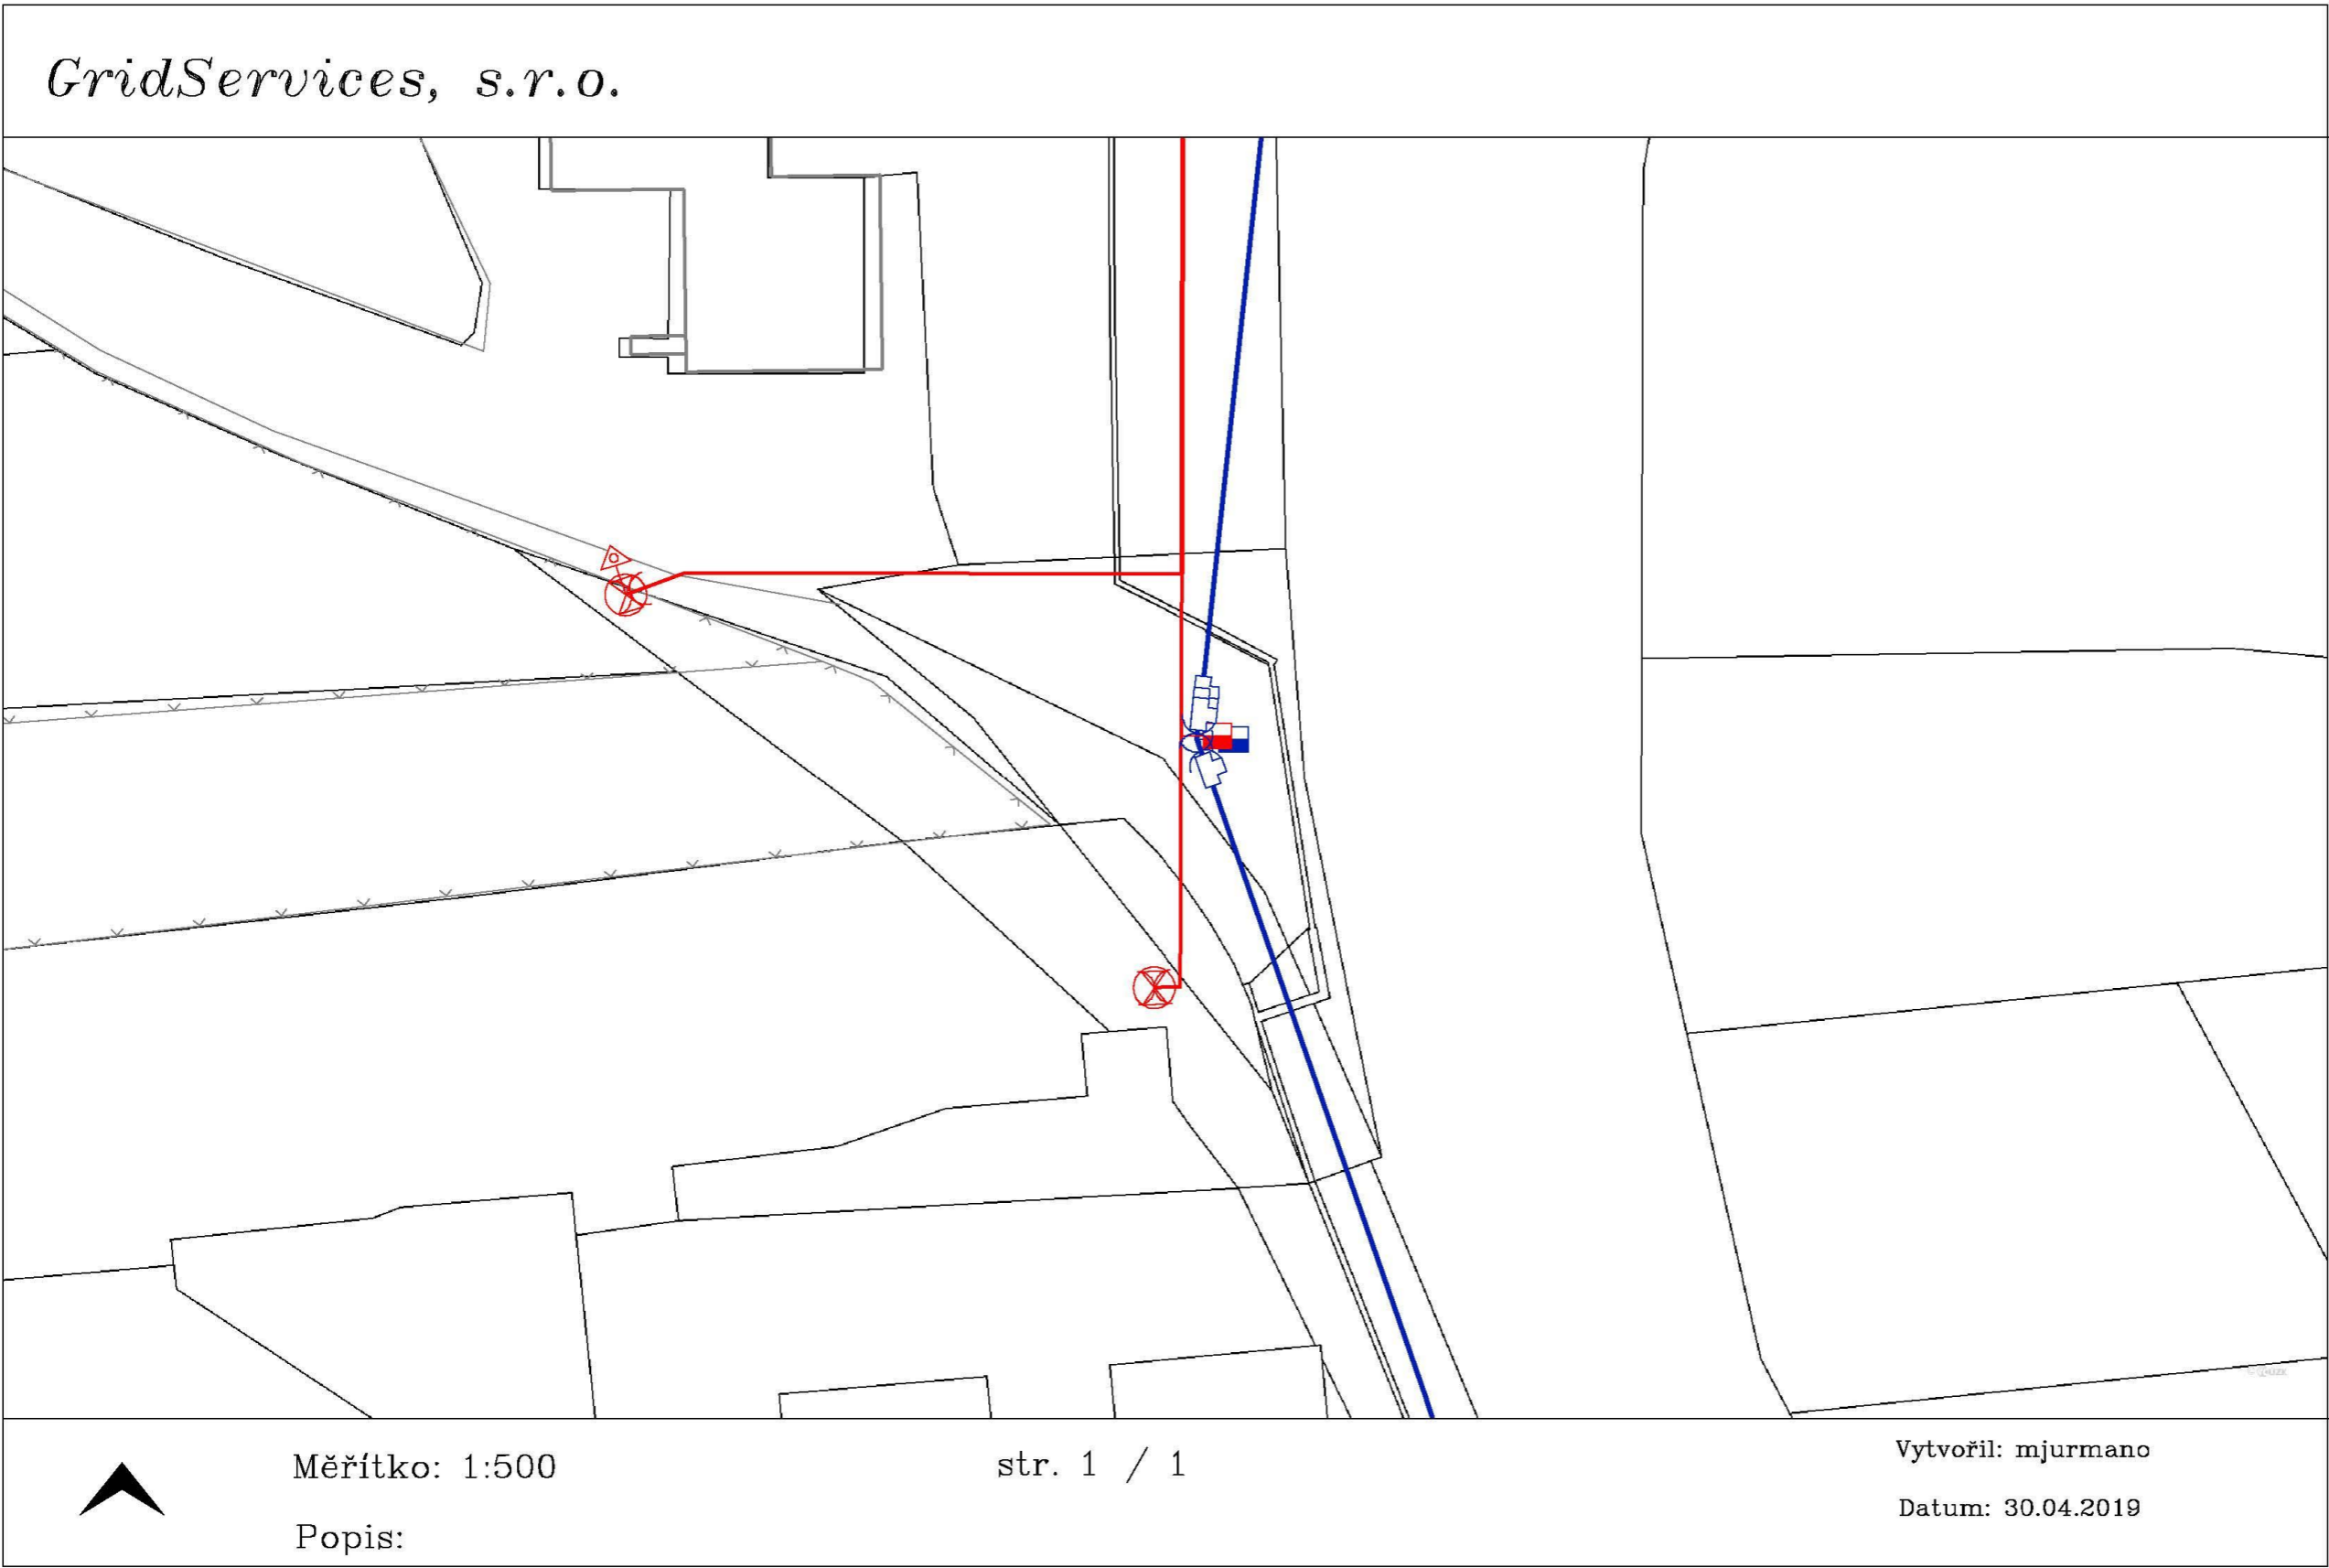 GridServices, s.r.o.
Měřítko: 1:500
str. 1 / 1
Vytvořil: mjurmano
Datum: 30.04.2019
Popis: